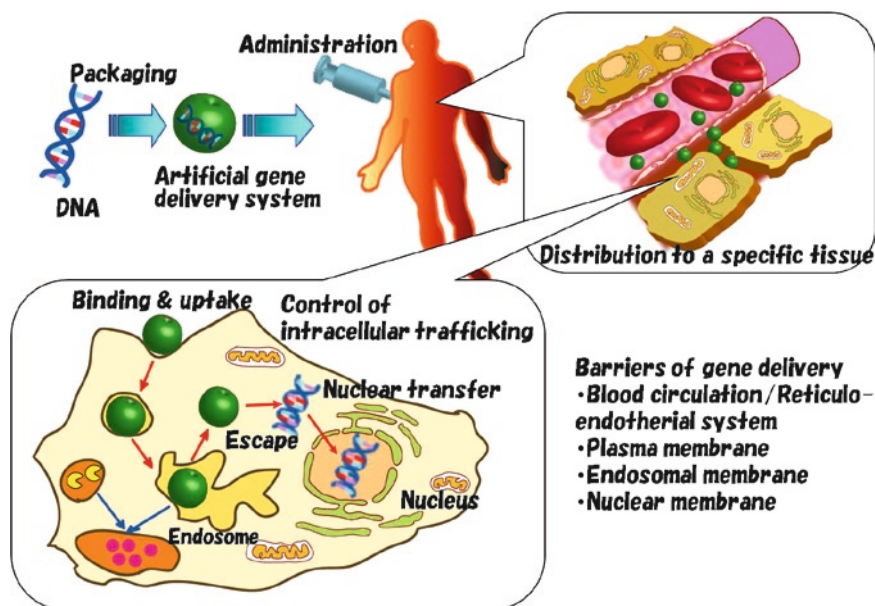 Packaging
DNA
Artificial gene
delivery system
Administration
Distribution to a specific tissue
Binding & uptake
Control of
intracellular trafficking
Nuclear transfer
Escape
Nucleus
Endosome
Barriers of gene delivery
・Blood circulation/Reticulo-
endotherial system
・Plasma membrane
・Endosomal membrane
・Nuclear membrane